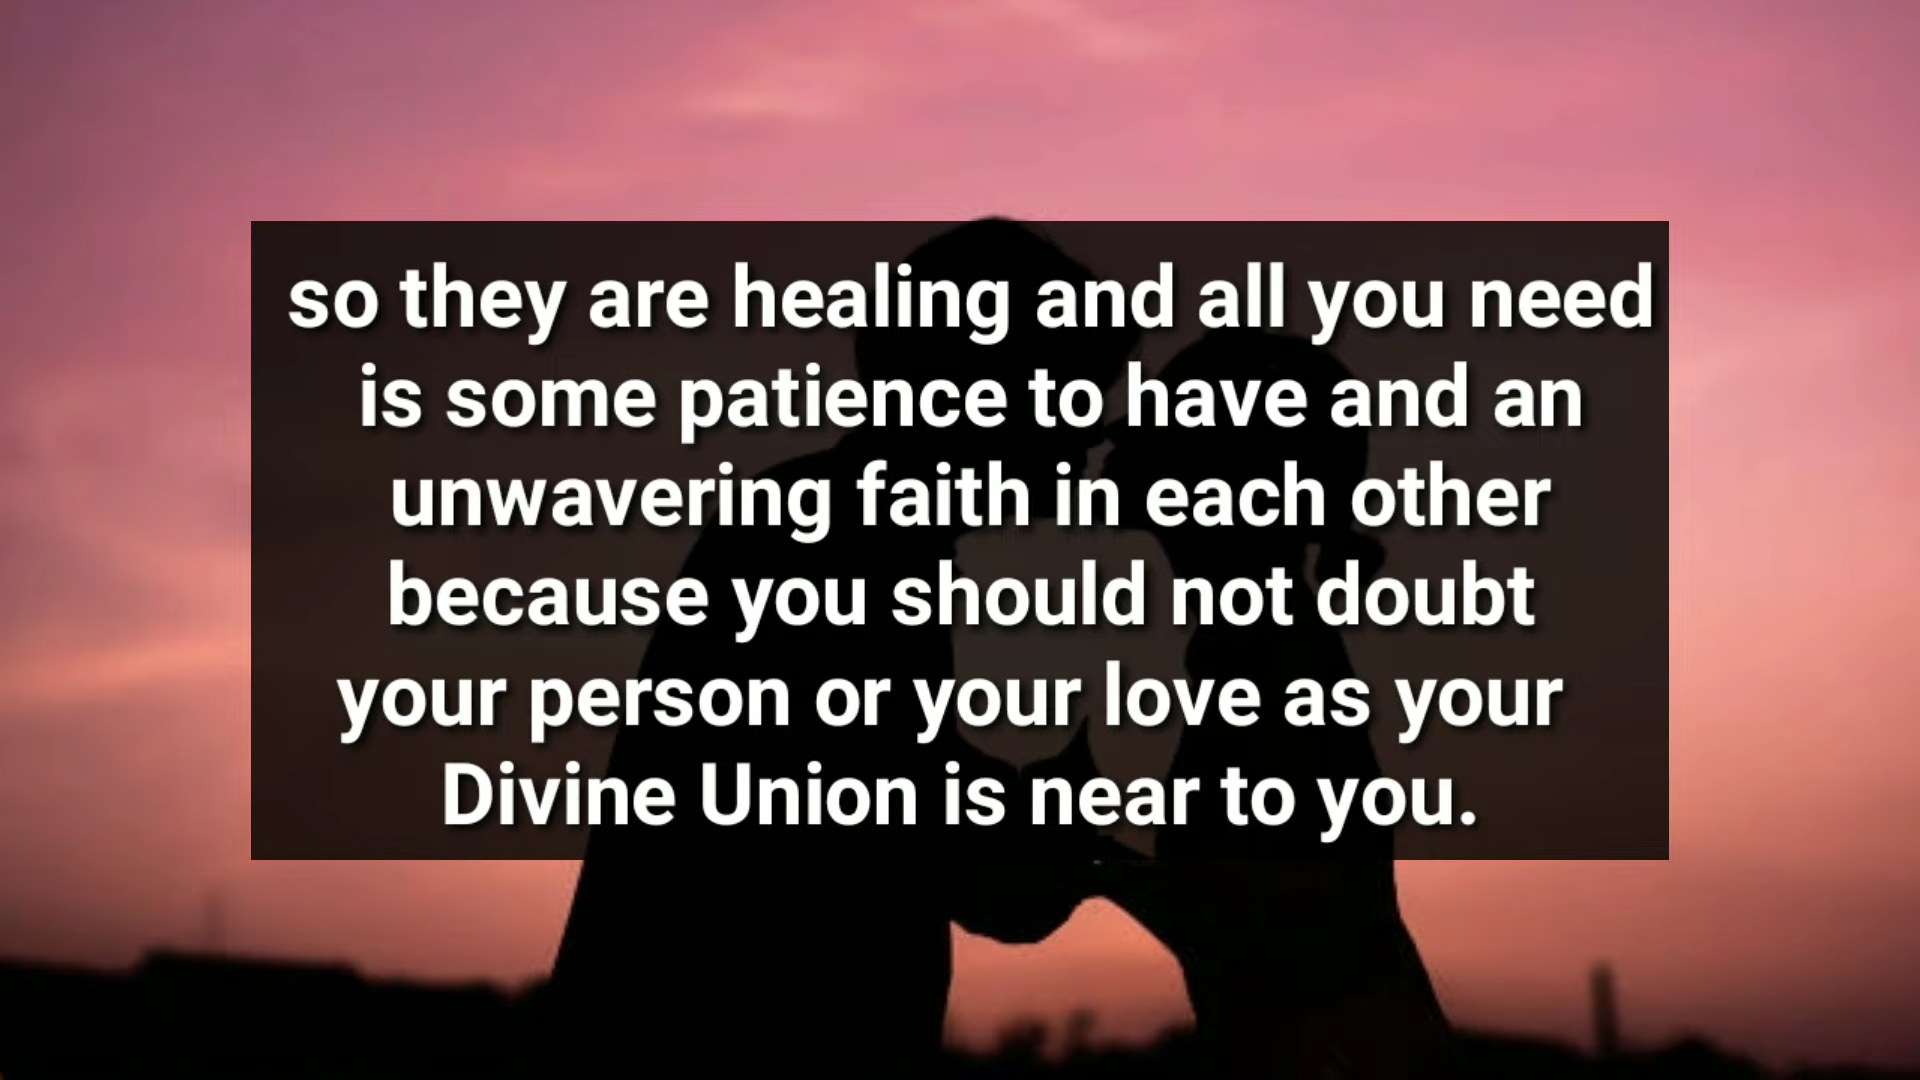 so they are healing and all you need
is some patience to have and an
unwavering faith in each other
because you should not doubt
your person or your love as your
Divine Union is near to you.